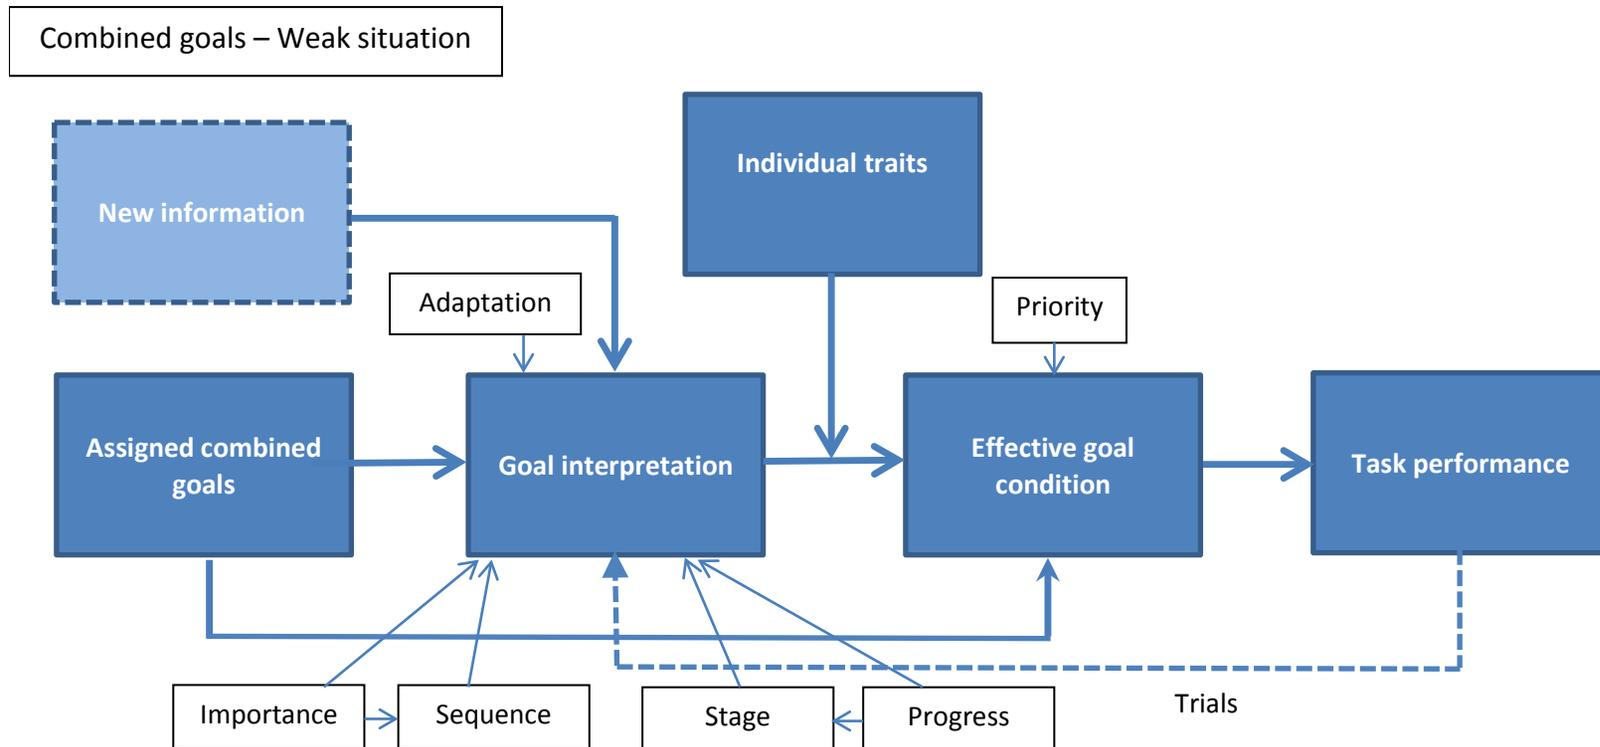 Combined goals – Weak situation
Individual traits
New information
Adaptation
Priority
Assigned combined
goals
Goal interpretation
Effective goal
condition
Task performance
Importance
Sequence
Stage
Progress
Trials